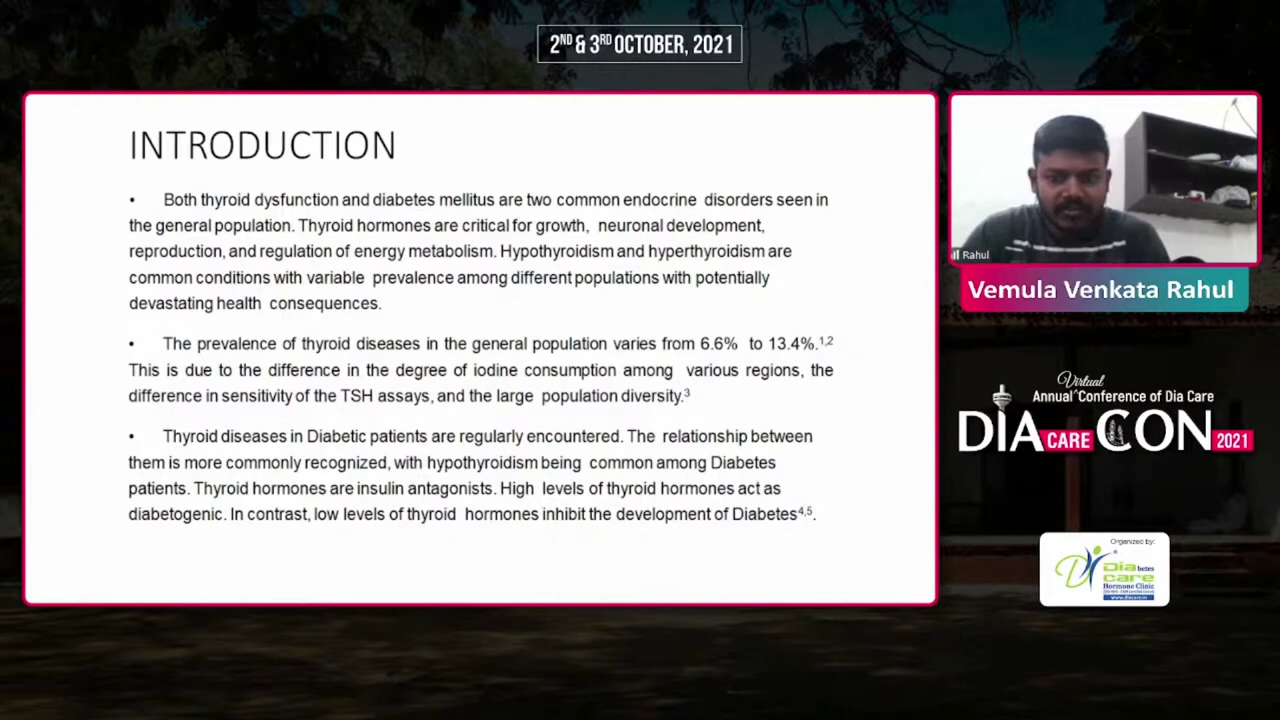 2ND & 3RD OCTOBER, 2021
INTRODUCTION
• Both thyroid dysfunction and diabetes mellitus are two common endocrine disorders seen in
the general population. Thyroid hormones are critical for growth, neuronal development,
reproduction, and regulation of energy metabolism. Hypothyroidism and hyperthyroidism are
common conditions with variable prevalence among different populations with potentially
devastating health consequences.
• The prevalence of thyroid diseases in the general population varies from 6.6% to 13.4%.1,2
This is due to the difference in the degree of iodine consumption among various regions, the
difference in sensitivity of the TSH assays, and the large population diversity.3
• Thyroid diseases in Diabetic patients are regularly encountered. The relationship between
them is more commonly recognized, with hypothyroidism being common among Diabetes
patients. Thyroid hormones are insulin antagonists. High levels of thyroid hormones act as
diabetogenic. In contrast, low levels of thyroid hormones inhibit the development of Diabetes4,5.
Rahul
Vemula Venkata Rahul
Virtual
Annual^Conference of Dia Care
DIA CARE CON 2021
Organized by:
Diabetes
care
Hormone Clinic
www.diacare.in